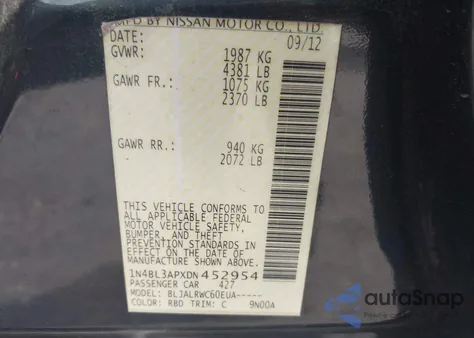 MFD BY NISSAN MOTOR CO., LTD.
DATE: 09/12
GVWR: 1987 KG
4381 LB
GAWR FR.: 1075 KG
2370 LB
GAWR RR.: 940 KG
2072 LB
THIS VEHICLE CONFORMS TO
ALL APPLICABLE FEDERAL
MOTOR VEHICLE SAFETY,
BUMPER, AND THEFT
PREVENTION STANDARDS IN
EFFECT ON THE DATE OF
MANUFACTURE SHOWN ABOVE.
1N4BL3APXDN452954
PASSENGER CAR 427
MODEL: BLJALRWC60EUA-----
COLOR: RBD TRIM: C 9N00A
autoSnap